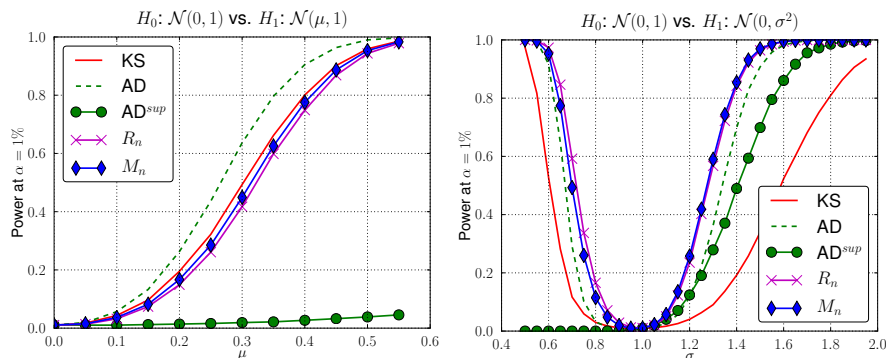 H₀: 𝒩(0,1) vs. H₁: 𝒩(μ,1)
Power at α = 1%
1.0
0.8
0.6
0.4
0.2
0.0
KS
AD
AD^sup
Rₙ
Mₙ
0.0 0.1 0.2 0.3 0.4 0.5 0.6
μ
H₀: 𝒩(0,1) vs. H₁: 𝒩(0,σ²)
Power at α = 1%
1.0
0.8
0.6
0.4
0.2
0.0
KS
AD
AD^sup
Rₙ
Mₙ
0.4 0.6 0.8 1.0 1.2 1.4 1.6 1.8 2.0
σ